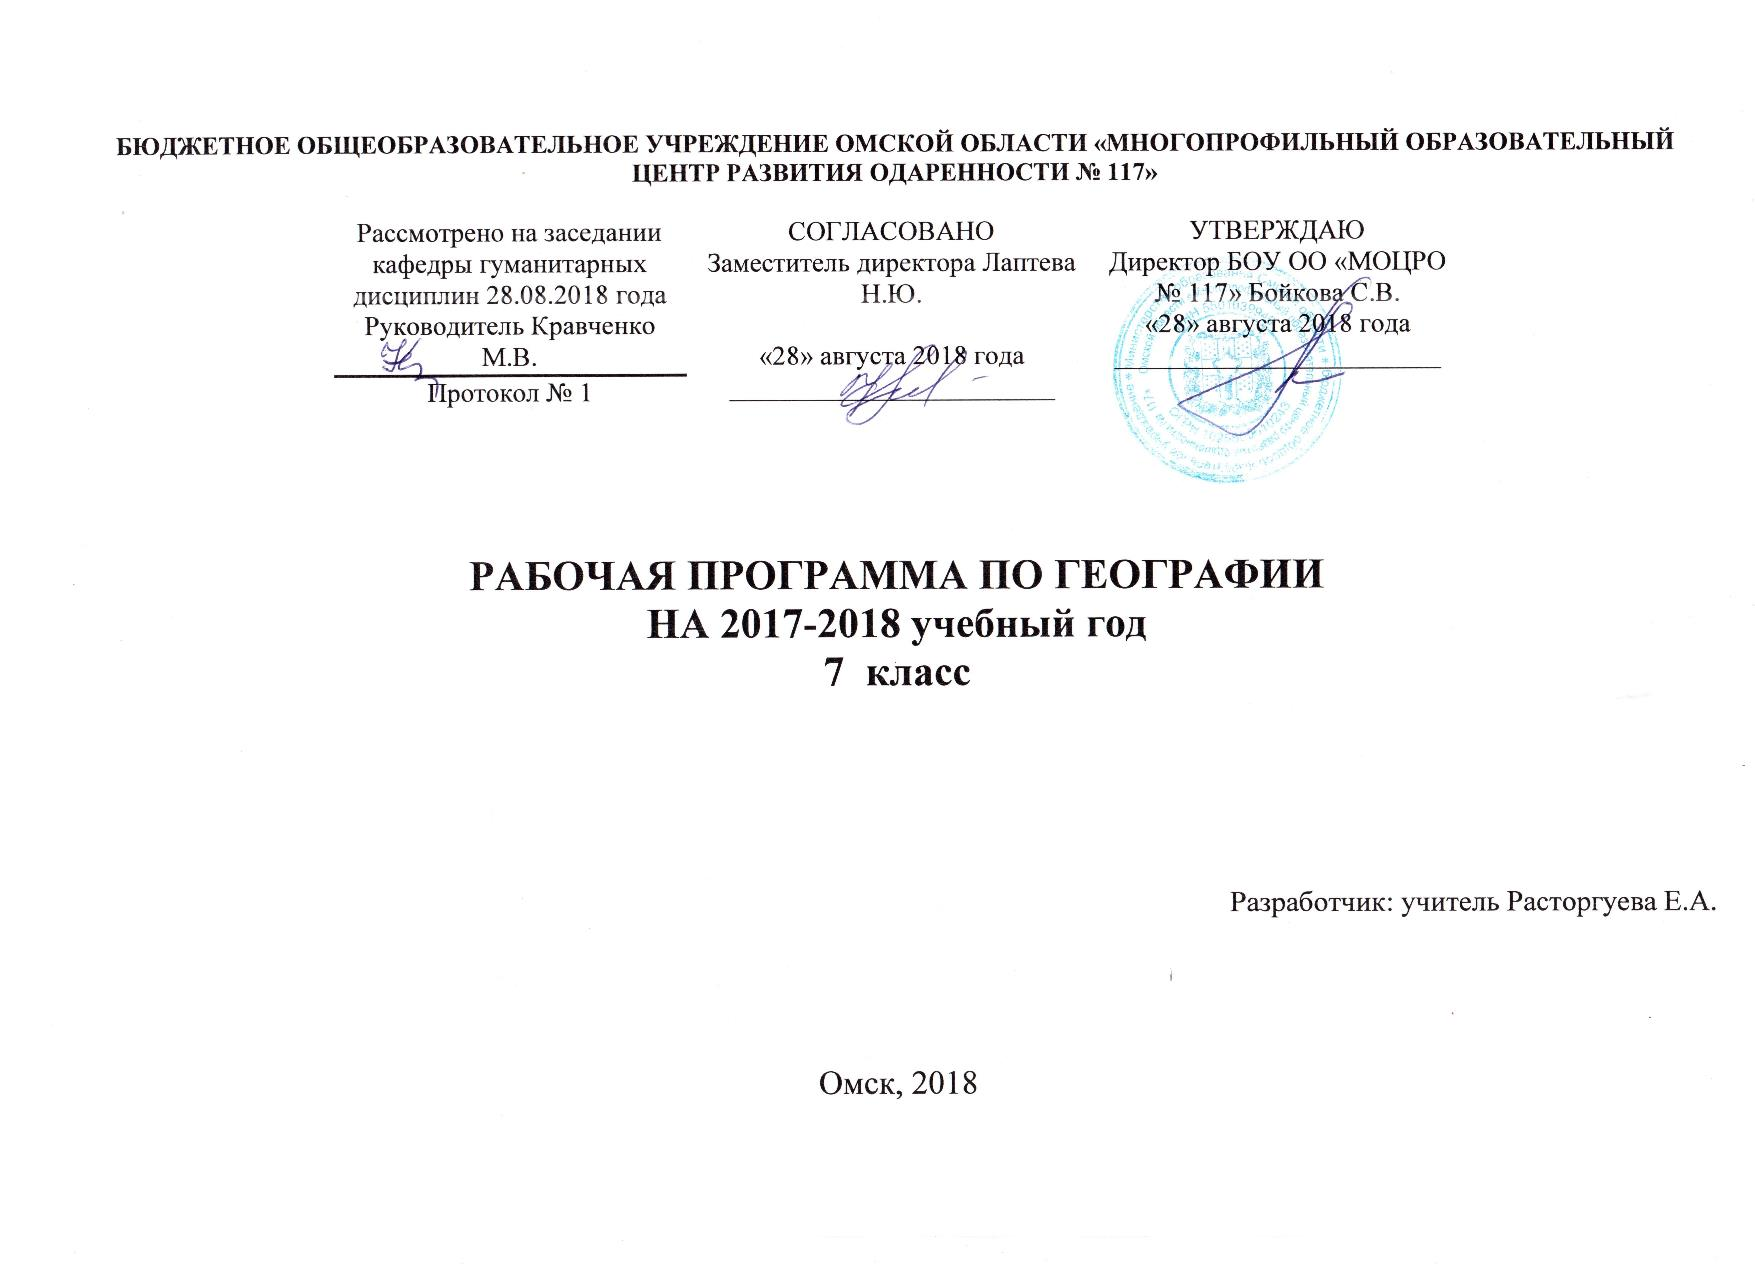 БЮДЖЕТНОЕ ОБЩЕОБРАЗОВАТЕЛЬНОЕ УЧРЕЖДЕНИЕ ОМСКОЙ ОБЛАСТИ «МНОГОПРОФИЛЬНЫЙ ОБРАЗОВАТЕЛЬНЫЙ
ЦЕНТР РАЗВИТИЯ ОДАРЕННОСТИ № 117»
Рассмотрено на заседании
кафедры гуманитарных
дисциплин 28.08.2018 года
Руководитель Кравченко
М.В.
Протокол № 1
СОГЛАСОВАНО
Заместитель директора Лаптева
Н.Ю.
«28» августа 2018 года
УТВЕРЖДАЮ
Директор БОУ ОО «МОЦРО
№ 117» Бойкова С.В.
«28» августа 2018 года
РАБОЧАЯ ПРОГРАММА ПО ГЕОГРАФИИ
НА 2017-2018 учебный год
7 класс
Разработчик: учитель Расторгуева Е.А.
Омск, 2018